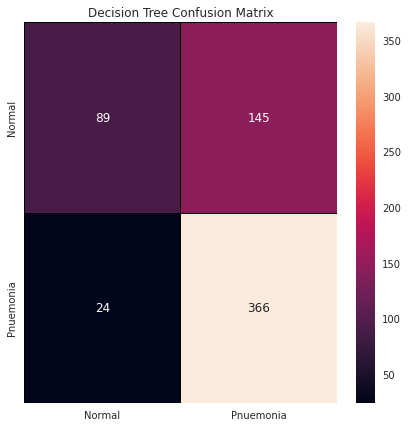 Decision Tree Confusion Matrix
Normal
89
145
Pnuemonia
24
366
Normal
Pnuemonia
350
300
250
200
150
100
50